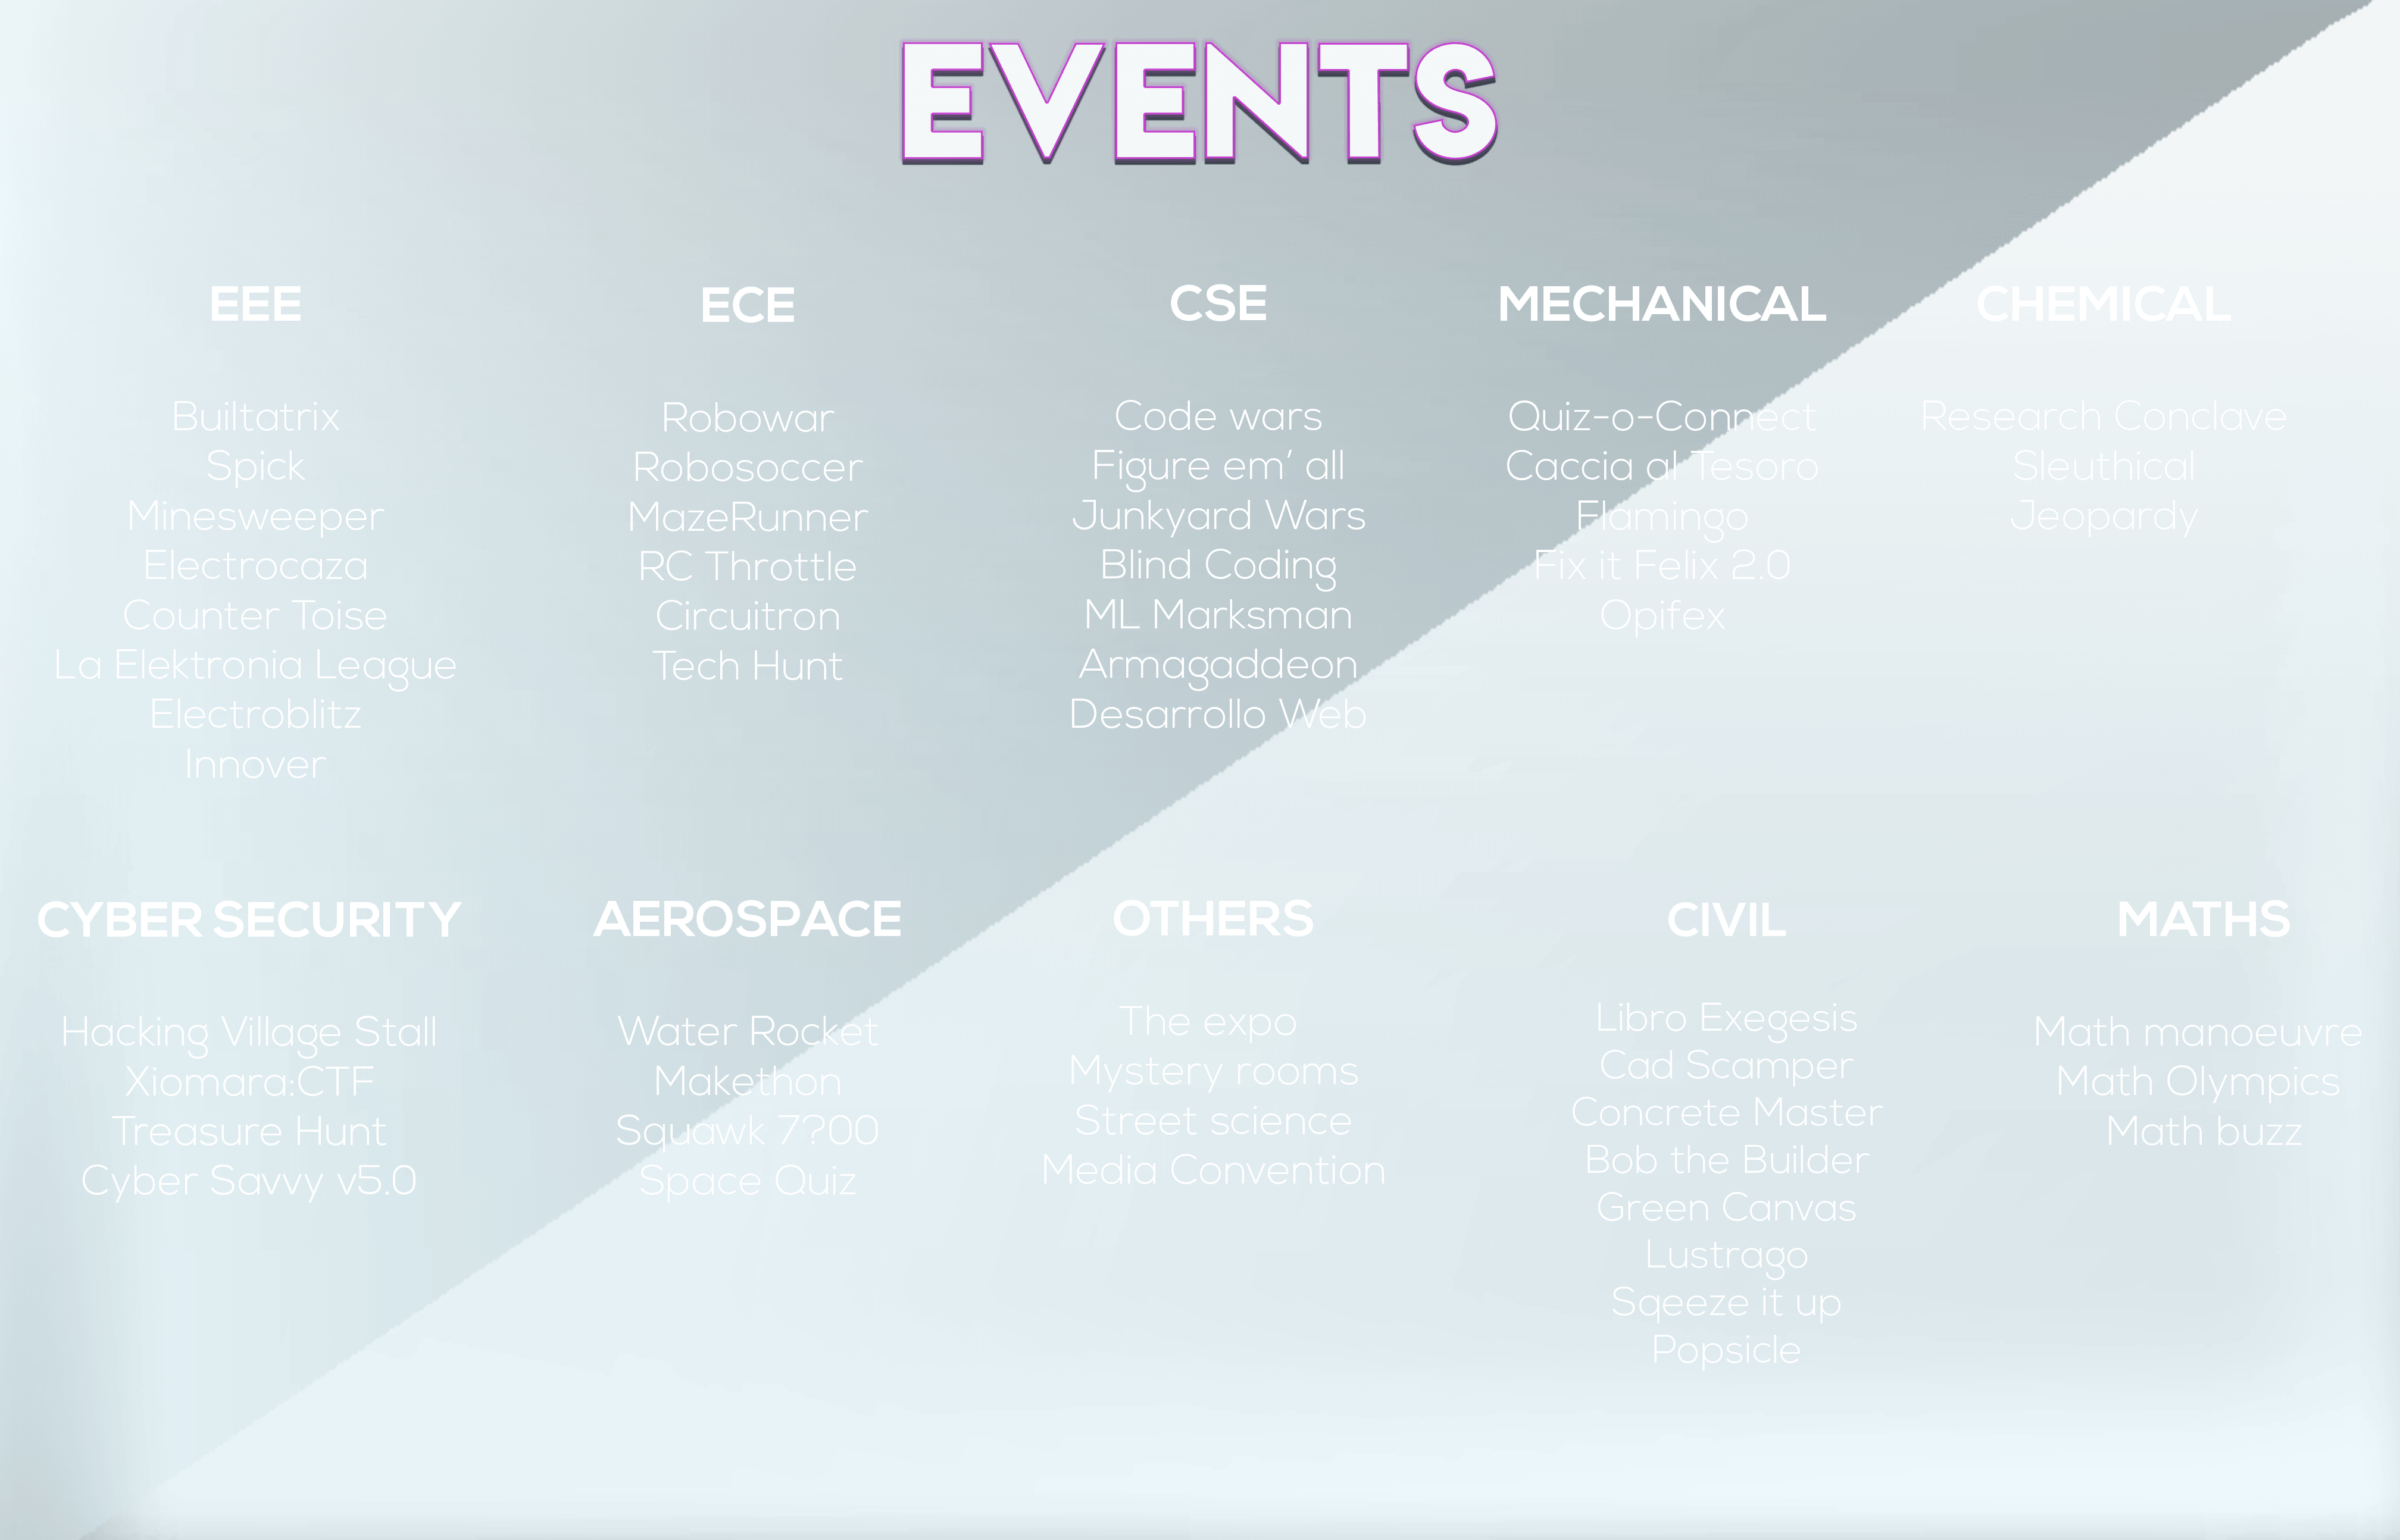 EVENTS
EEE
Builtatrix
Spick
Minesweeper
Electrocaza
Counter Toise
La Elektronia League
Electroblitz
Innover
ECE
Robowar
Robosoccer
MazeRunner
RC Throttle
Circuitron
Tech Hunt
CSE
Code wars
Figure em’ all
Junkyard Wars
Blind Coding
ML Marksman
Armagaddeon
Desarrollo Web
MECHANICAL
Quiz-o-Connect
Caccia al Tesoro
Flamingo
Fix it Felix 2.0
Opifex
CHEMICAL
Research Conclave
Sleuthical
Jeopardy
CYBER SECURITY
Hacking Village Stall
Xiomara:CTF
Treasure Hunt
Cyber Savvy v5.0
AEROSPACE
Water Rocket
Makethon
Squawk 7?00
Space Quiz
OTHERS
The expo
Mystery rooms
Street science
Media Convention
CIVIL
Libro Exegesis
Cad Scamper
Concrete Master
Bob the Builder
Green Canvas
Lustrago
Sqeeze it up
Popsicle
MATHS
Math manoeuvre
Math Olympics
Math buzz